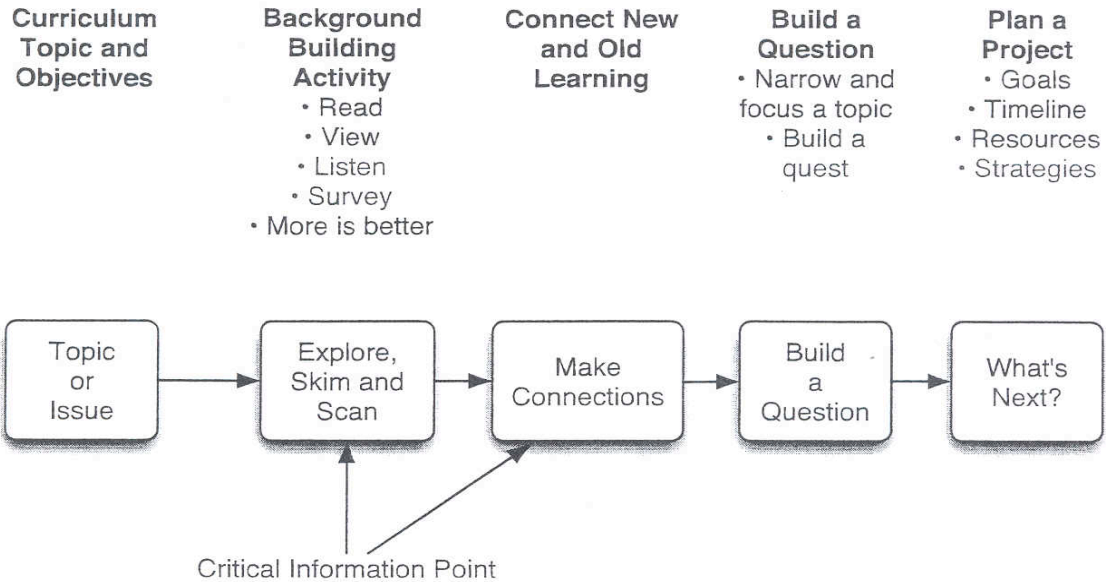 Curriculum
Topic and
Objectives
Background
Building
Activity
• Read
• View
• Listen
• Survey
• More is better
Connect New
and Old
Learning
Build a
Question
• Narrow and
focus a topic
• Build a
quest
Plan a
Project
• Goals
• Timeline
• Resources
• Strategies
Topic
or
Issue
Explore,
Skim and
Scan
Make
Connections
Build
a
Question
What's
Next?
Critical Information Point